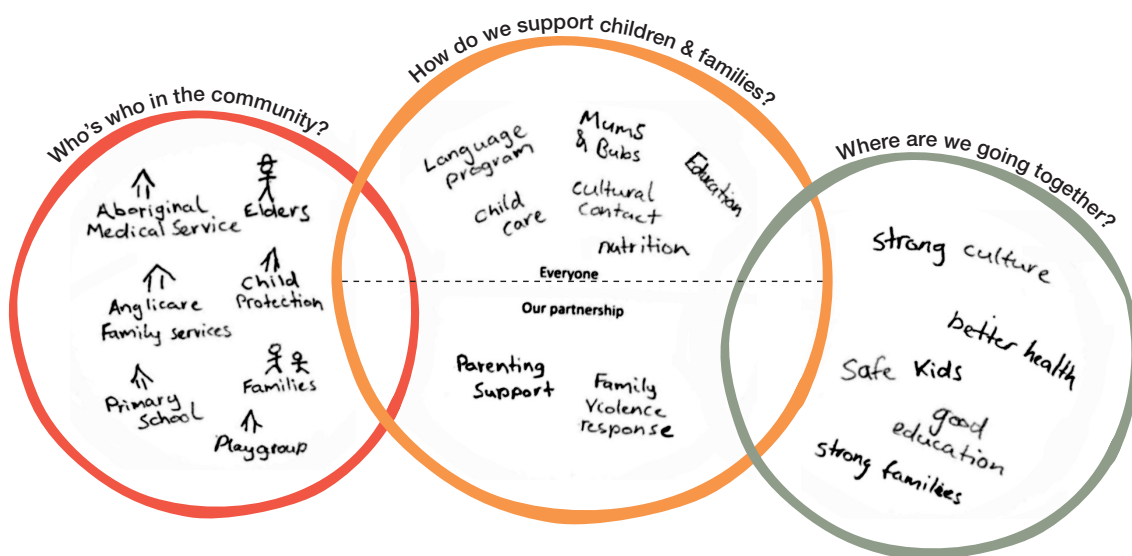 Who's who in the community?
Aboriginal
Medical Service
Elders
Anglicare
Family services
Child
Protection
Primary
School
Families
Playgroup
How do we support children & families?
Language
program
Mums
& Bubs
Education
Child
care
cultural
contact
nutrition
Everyone
Our partnership
Parenting
Support
Family
Violence
response
Where are we going together?
strong culture
better health
Safe Kids
good
education
strong families